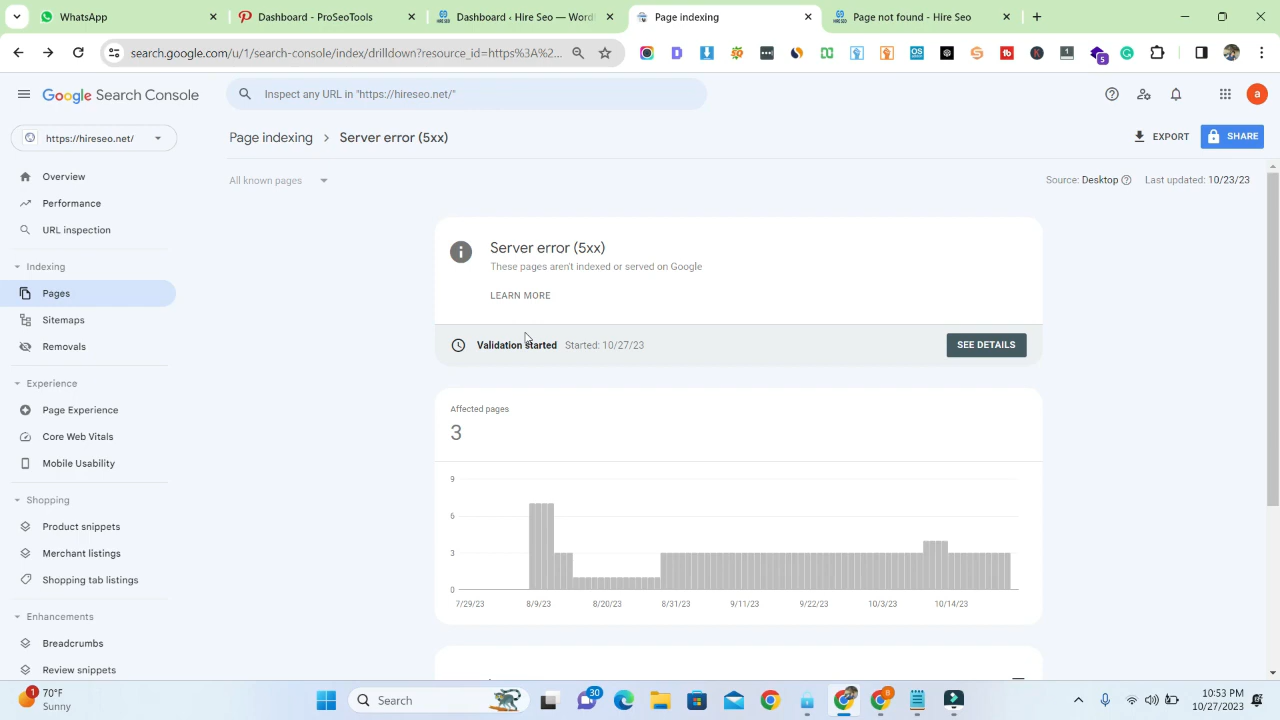 WhatsApp
Dashboard - ProSeoTools
Dashboard ‹ Hire Seo — Word
Page indexing
Page not found - Hire Seo
search.google.com/u/1/search-console/index/drilldown?resource_id=https%3A%2...
Google Search Console
Inspect any URL in "https://hireseo.net/"
a
https://hireseo.net/
Page indexing > Server error (5xx)
EXPORT
SHARE
All known pages
Source: Desktop
Last updated: 10/23/23
Overview
Performance
URL inspection
Indexing
Pages
Sitemaps
Removals
Experience
Page Experience
Core Web Vitals
Mobile Usability
Shopping
Product snippets
Merchant listings
Shopping tab listings
Enhancements
Breadcrumbs
Review snippets
Server error (5xx)
These pages aren't indexed or served on Google
LEARN MORE
Validation started Started: 10/27/23
SEE DETAILS
Affected pages
3
9
6
3
0
7/29/23 8/9/23 8/20/23 8/31/23 9/11/23 9/22/23 10/3/23 10/14/23
1
70°F
Sunny
Search
30
8
10:53 PM
10/27/2023